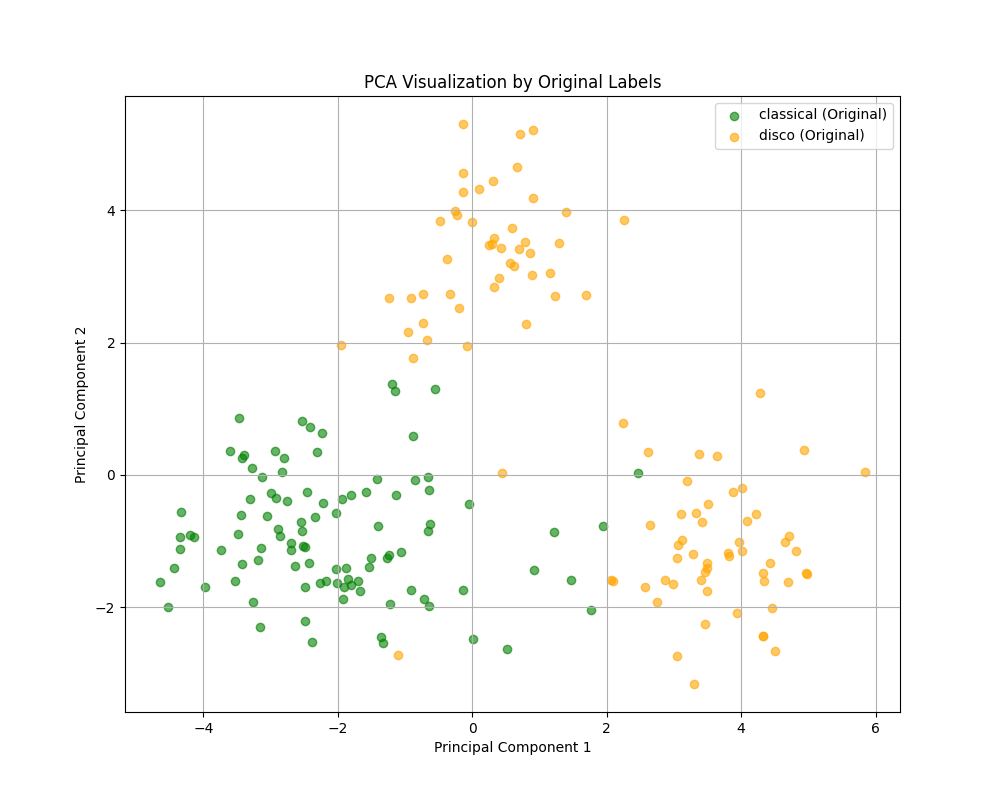 PCA Visualization by Original Labels
classical (Original)
disco (Original)
4
2
0
−2
Principal Component 2
−4
−2
0
2
4
6
Principal Component 1